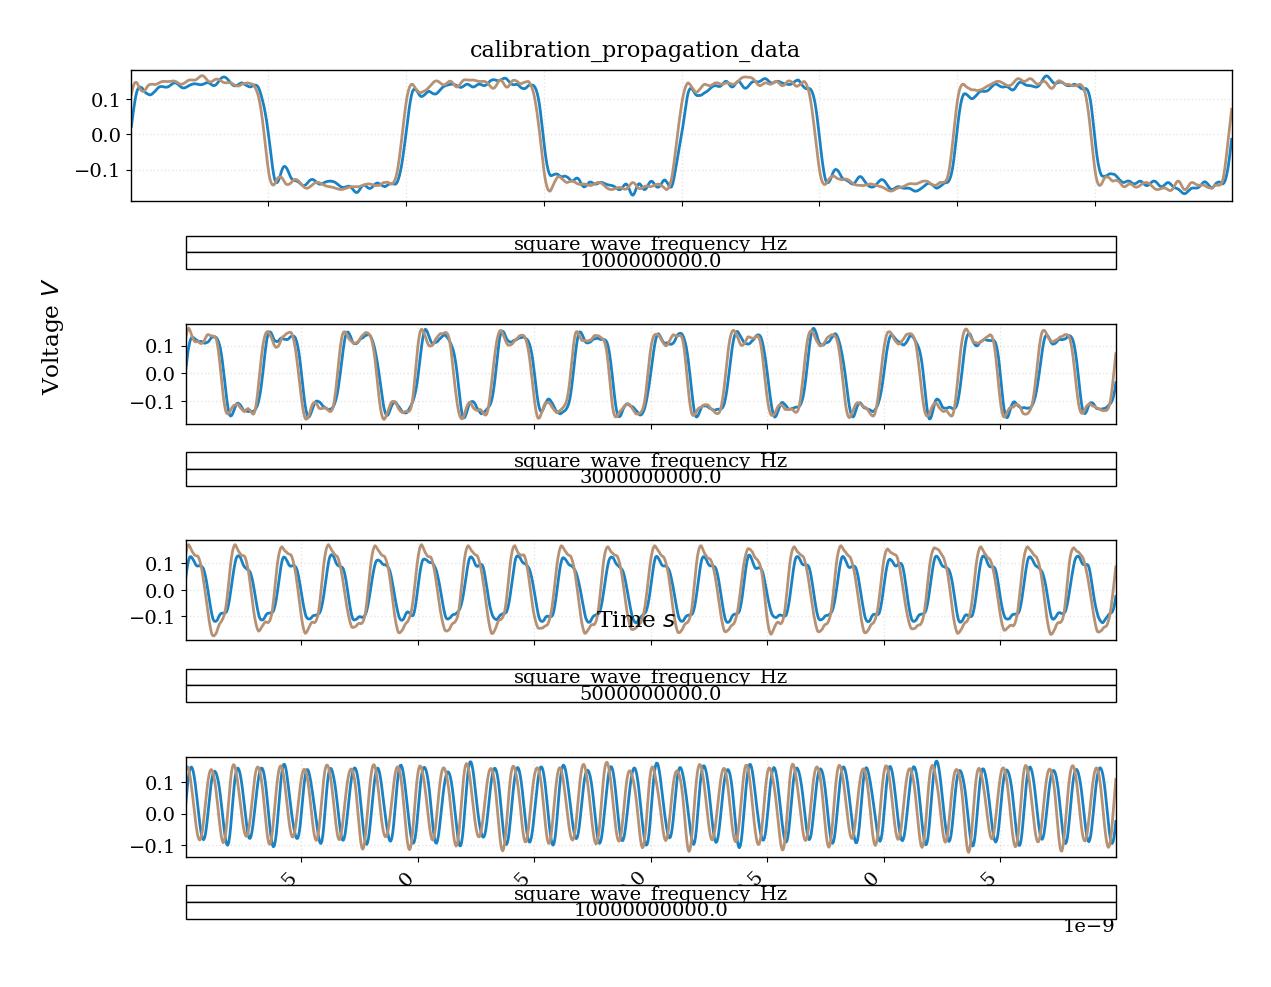 calibration_propagation_data
0.1
0.0
−0.1
square_wave_frequency_Hz
1000000000.0
Voltage V
0.1
0.0
−0.1
square_wave_frequency_Hz
3000000000.0
0.1
0.0
−0.1
Time s
square_wave_frequency_Hz
5000000000.0
0.1
0.0
−0.1
5 0 5 0 5 0 5
square_wave_frequency_Hz
10000000000.0
1e−9